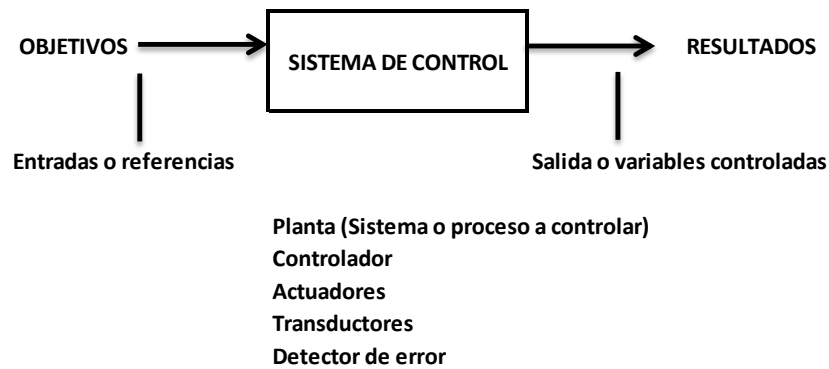 OBJETIVOS
SISTEMA DE CONTROL
RESULTADOS
Entradas o referencias
Salida o variables controladas
Planta (Sistema o proceso a controlar)
Controlador
Actuadores
Transductores
Detector de error